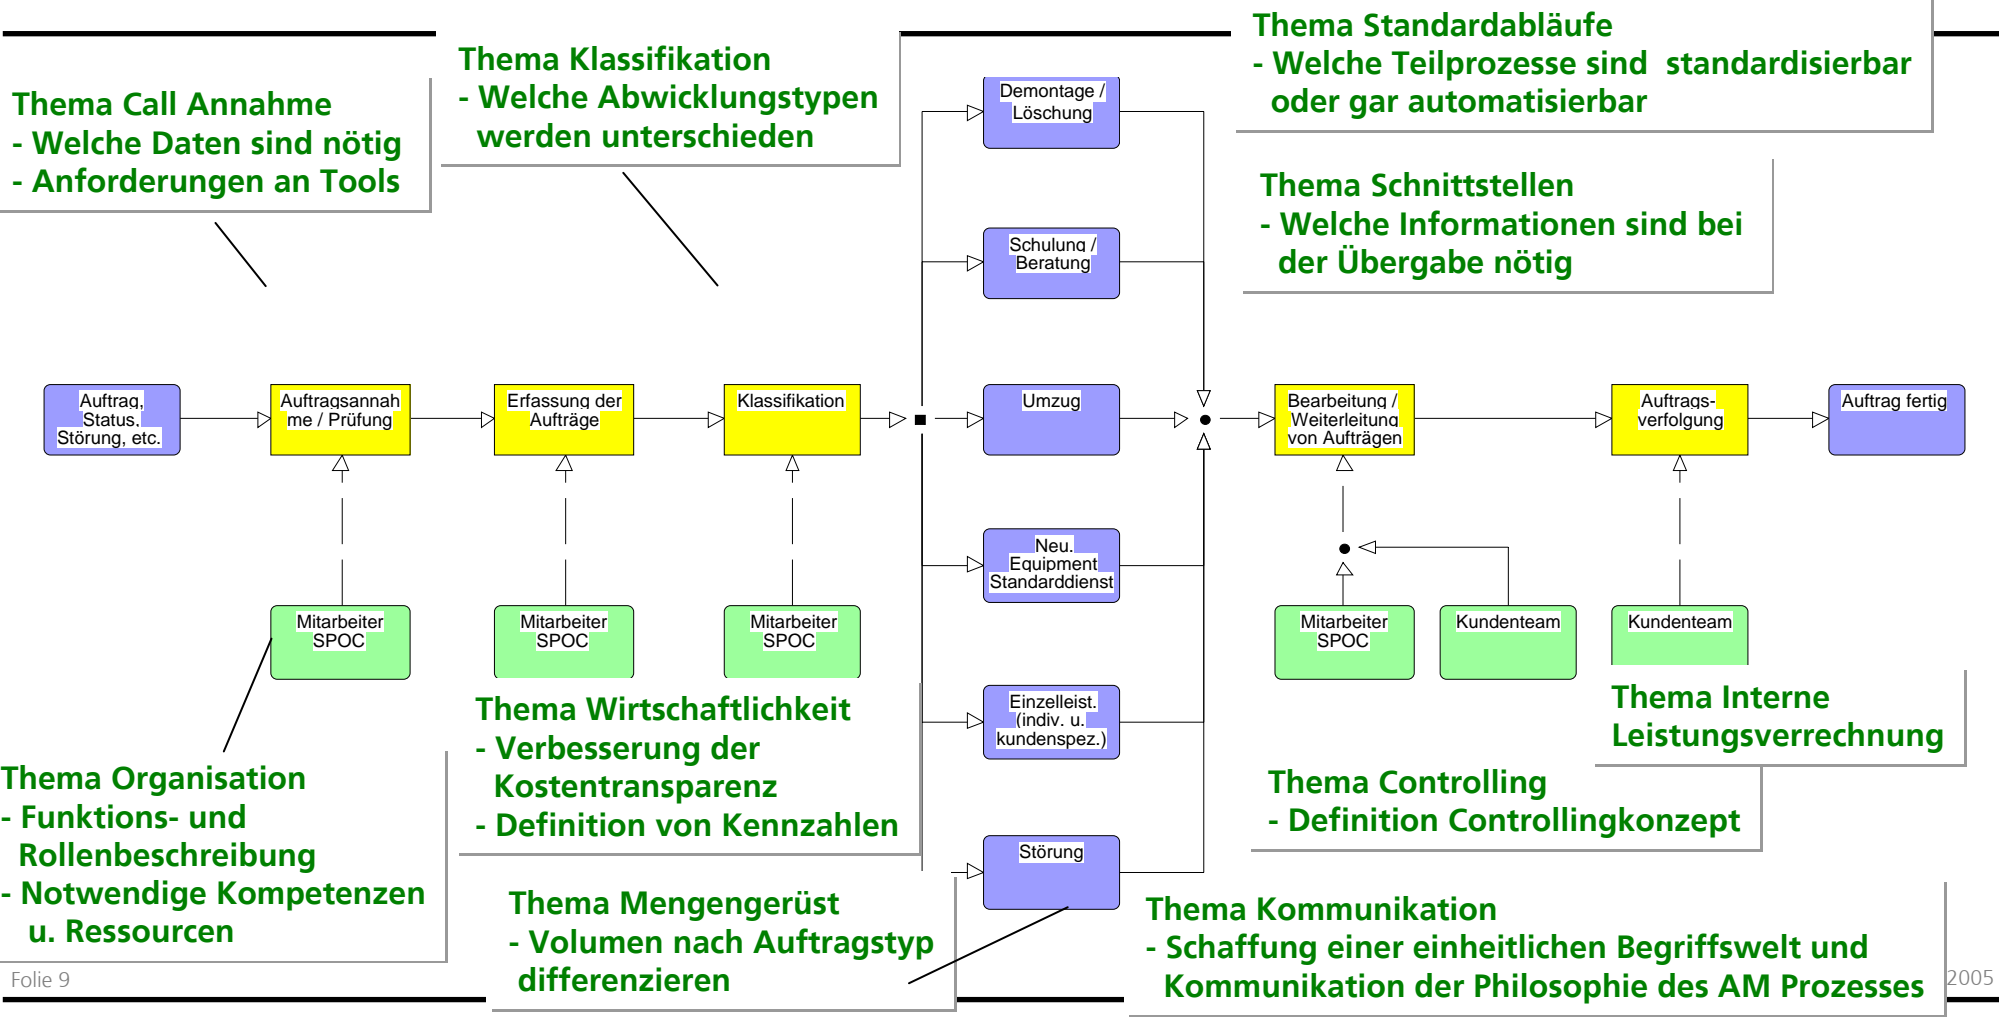 Thema Call Annahme
- Welche Daten sind nötig
- Anforderungen an Tools
Thema Klassifikation
- Welche Abwicklungstypen
werden unterschieden
Thema Standardabläufe
- Welche Teilprozesse sind standardisierbar
oder gar automatisierbar
Thema Schnittstellen
- Welche Informationen sind bei
der Übergabe nötig
Demontage /
Löschung
Schulung /
Beratung
Auftrag,
Status,
Störung, etc.
Auftragsannah
me / Prüfung
Erfassung der
Aufträge
Klassifikation
Umzug
Bearbeitung /
Weiterleitung
von Aufträgen
Auftrags-
verfolgung
Auftrag fertig
Neu.
Equipment
Standarddienst
Mitarbeiter
SPOC
Mitarbeiter
SPOC
Mitarbeiter
SPOC
Mitarbeiter
SPOC
Kundenteam
Kundenteam
Einzelleist.
(indiv. u.
kundenspez.)
Störung
Thema Organisation
- Funktions- und
Rollenbeschreibung
- Notwendige Kompetenzen
u. Ressourcen
Thema Wirtschaftlichkeit
- Verbesserung der
Kostentransparenz
- Definition von Kennzahlen
Thema Interne
Leistungsverrechnung
Thema Controlling
- Definition Controllingkonzept
Thema Mengengerüst
- Volumen nach Auftragstyp
differenzieren
Thema Kommunikation
- Schaffung einer einheitlichen Begriffswelt und
Kommunikation der Philosophie des AM Prozesses
Folie 9
2005